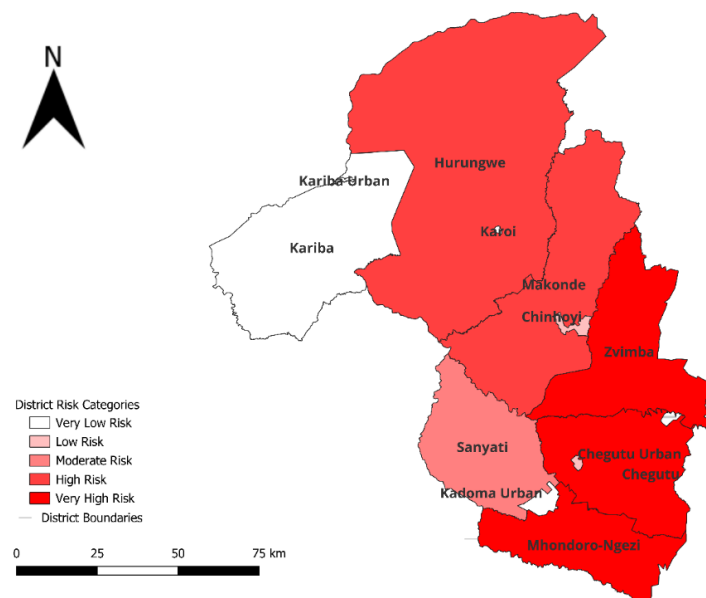 N
Hurungwe
Kariba Urban
Kariba
Karoi
Makonde
Chinhoyi
Zvimba
Sanyati
Chegutu Urban
Chegutu
Kadoma Urban
Mhondoro-Ngezi
District Risk Categories
Very Low Risk
Low Risk
Moderate Risk
High Risk
Very High Risk
District Boundaries
0 25 50 75 km